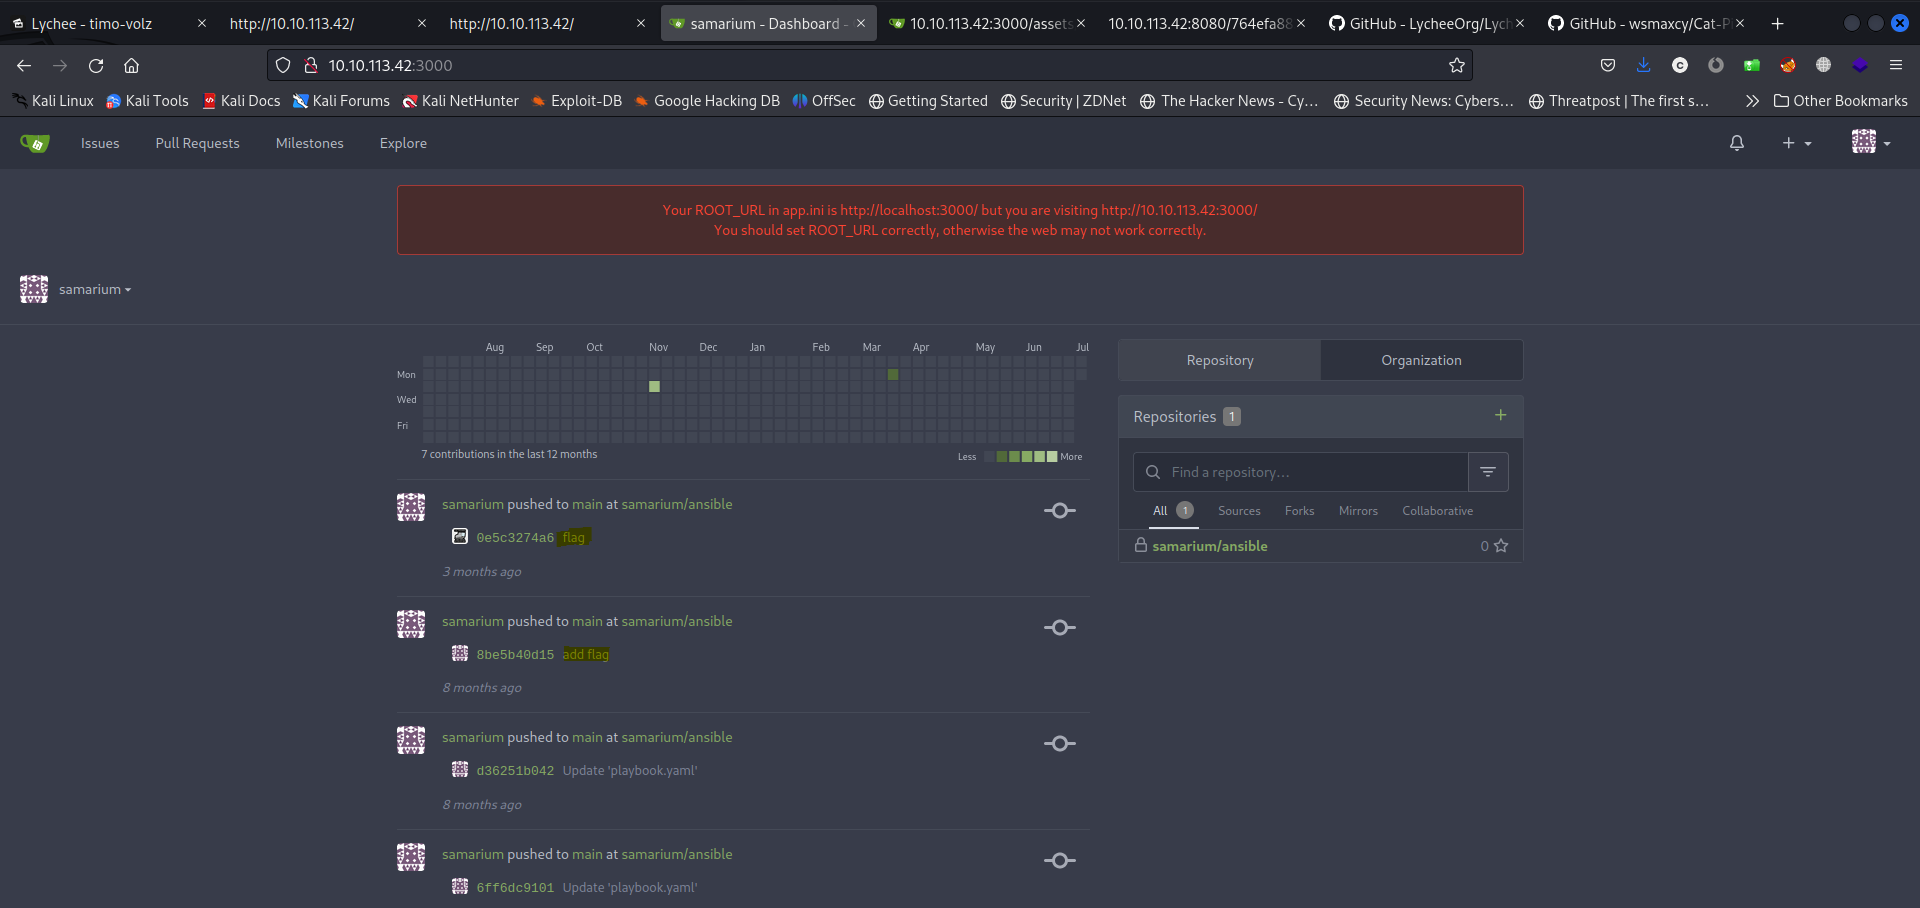 Lychee - timo-volz
http://10.10.113.42/
http://10.10.113.42/
samarium - Dashboard -
10.10.113.42:3000/assets
10.10.113.42:8080/764efa88
GitHub - LycheeOrg/Lych
GitHub - wsmaxcy/Cat-Pi
10.10.113.42:3000
Kali Linux
Kali Tools
Kali Docs
Kali Forums
Kali NetHunter
Exploit-DB
Google Hacking DB
OffSec
Getting Started
Security | ZDNet
The Hacker News - Cy…
Security News: Cybers…
Threatpost | The first s…
Other Bookmarks
Issues
Pull Requests
Milestones
Explore
Your ROOT_URL in app.ini is http://localhost:3000/ but you are visiting http://10.10.113.42:3000/
You should set ROOT_URL correctly, otherwise the web may not work correctly.
samarium
Aug Sep Oct Nov Dec Jan Feb Mar Apr May Jun Jul
Mon
Wed
Fri
7 contributions in the last 12 months
Less
More
samarium pushed to main at samarium/ansible
0e5c3274a6 flag
3 months ago
samarium pushed to main at samarium/ansible
8be5b40d15 add flag
8 months ago
samarium pushed to main at samarium/ansible
d36251b042 Update 'playbook.yaml'
8 months ago
samarium pushed to main at samarium/ansible
6ff6dc9101 Update 'playbook.yaml'
Repository
Organization
Repositories 1
Find a repository...
All 1 Sources Forks Mirrors Collaborative
samarium/ansible 0